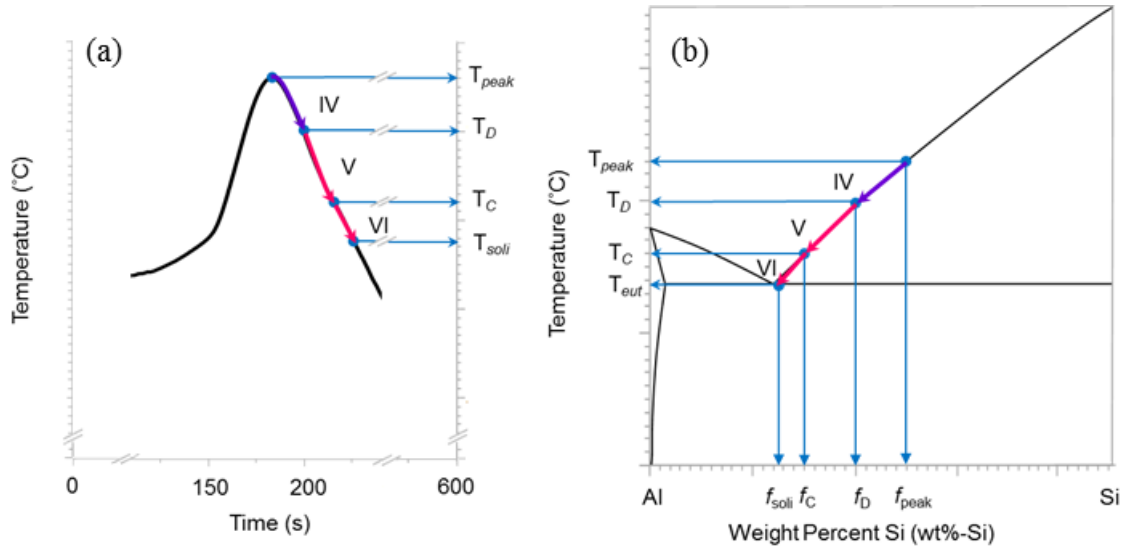 (a)
T_peak
IV
T_D
V
T_C
VI
T_soli
Temperature (˚C)
0 150 200 600
Time (s)
(b)
T_peak
IV
T_D
V
T_C
VI
T_eut
Temperature (˚C)
Al f_soli f_C f_D f_peak Si
Weight Percent Si (wt%-Si)